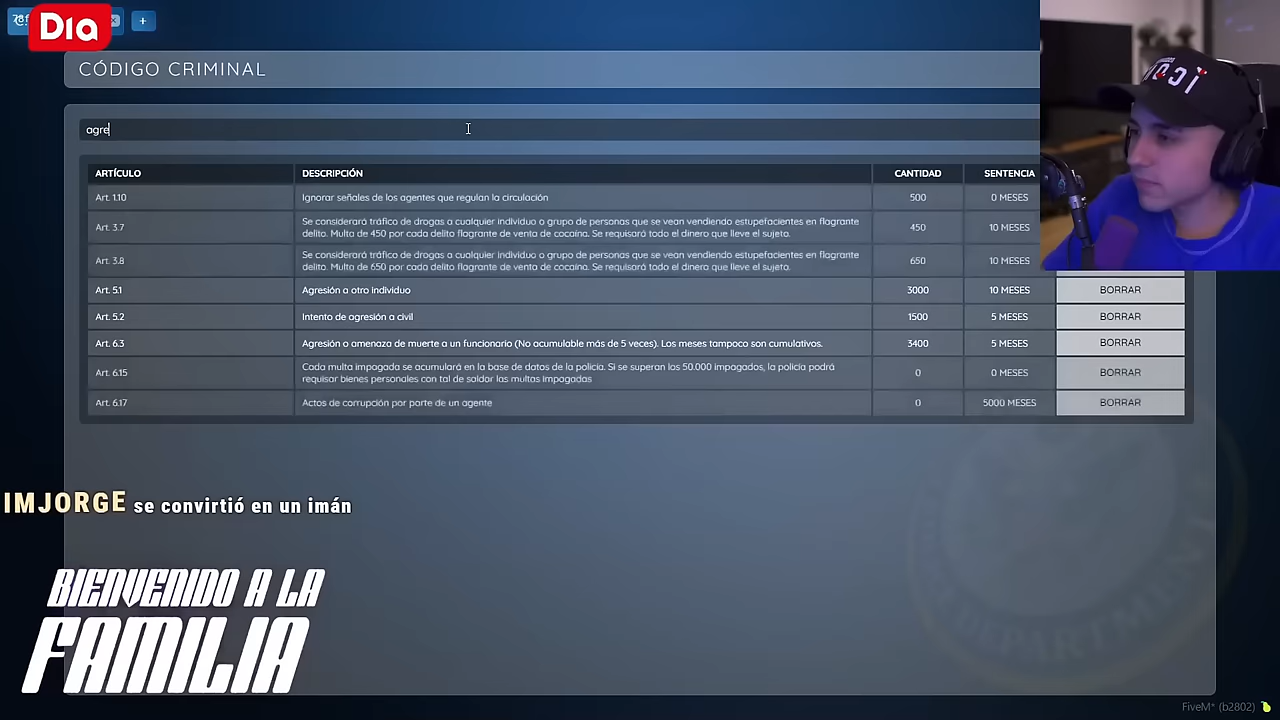 Dia
+
CÓDIGO CRIMINAL
agre
ARTÍCULO DESCRIPCIÓN CANTIDAD SENTENCIA
Art. 1.10 Ignorar señales de los agentes que regulan la circulación 500 0 MESES
Art. 3.7 Se considerará tráfico de drogas a cualquier individuo o grupo de personas que se vean vendiendo estupefacientes en flagrante 450 10 MESES
delito. Multa de 450 por cada delito flagrante de venta de cocaína. Se requisará todo el dinero que lleve el sujeto.
Art. 3.8 Se considerará tráfico de drogas a cualquier individuo o grupo de personas que se vean vendiendo estupefacientes en flagrante 650 10 MESES
delito. Multa de 650 por cada delito flagrante de venta de cocaína. Se requisará todo el dinera que lleve el sujeto.
Art. 5.1 Agresión a otro individuo 3000 10 MESES BORRAR
Art. 5.2 Intento de agresión a civil 1500 5 MESES BORRAR
Art. 6.3 Agresión o amenaza de muerte a un funcionario (No acumulable más de 5 veces). Los meses tampoco son cumulativos. 3400 5 MESES BORRAR
Art. 6.15 Cada multa impagada se acumulará en la base de datos de la policia. Si se superan los 50.000 impagados, la policía podrá 0 0 MESES BORRAR
requisar bienes personales con tal de saldar las multas impagadas
Art. 6.17 Actos de corrupción por parte de un agente 0 5000 MESES BORRAR
IMJORGE se convirtió en un imán
BIENVENIDO A LA
FAMILIA
FiveM* (b2802)